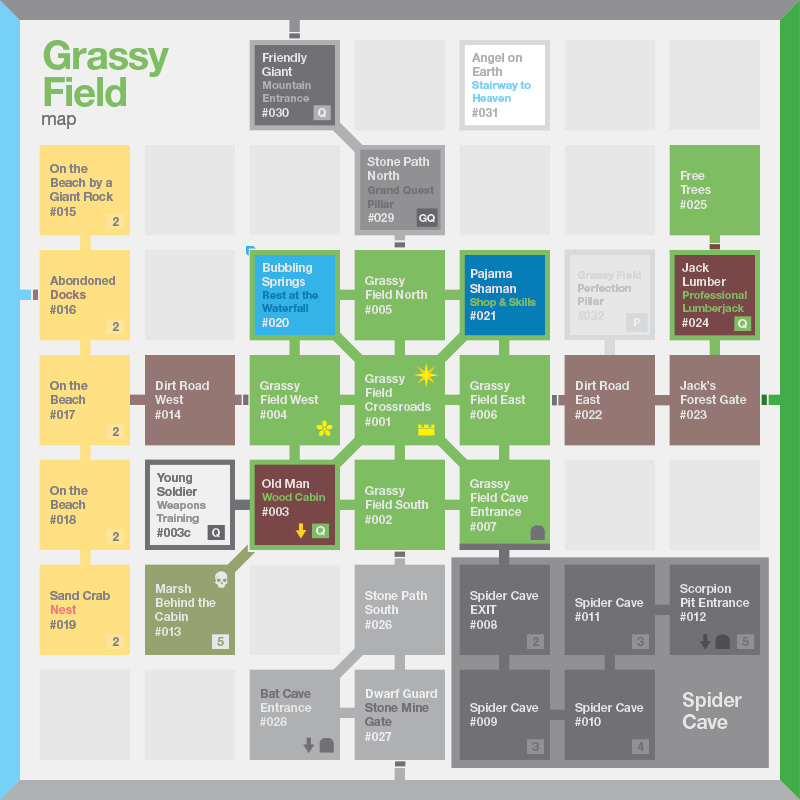 Grassy
Field
map
Friendly
Giant
Mountain
Entrance
#030
Q
Angel on
Earth
Stairway to
Heaven
#031
On the
Beach by a
Giant Rock
#015
2
Stone Path
North
Grand Quest
Pillar
#029
GQ
Free
Trees
#025
Abondoned
Docks
#016
2
Bubbling
Springs
Rest at the
Waterfall
#020
Grassy
Field North
#005
Pajama
Shaman
Shop & Skills
#021
Grassy Field
Perfection
Pillar
#032
P
Jack
Lumber
Professional
Lumberjack
#024
Q
On the
Beach
#017
2
Dirt Road
West
#014
Grassy
Field West
#004
Grassy
Field
Crossroads
#001
Grassy
Field East
#006
Dirt Road
East
#022
Jack's
Forest Gate
#023
On the
Beach
#018
2
Young
Soldier
Weapons
Training
#003c
Q
Old Man
Wood Cabin
#003
Q
Grassy
Field South
#002
Grassy
Field Cave
Entrance
#007
Sand Crab
Nest
#019
2
Marsh
Behind the
Cabin
#013
5
Stone Path
South
#026
Spider Cave
EXIT
#008
2
Spider Cave
#011
3
Scorpion
Pit Entrance
#012
5
Bat Cave
Entrance
#028
Dwarf Guard
Stone Mine
Gate
#027
Spider Cave
#009
3
Spider Cave
#010
4
Spider
Cave